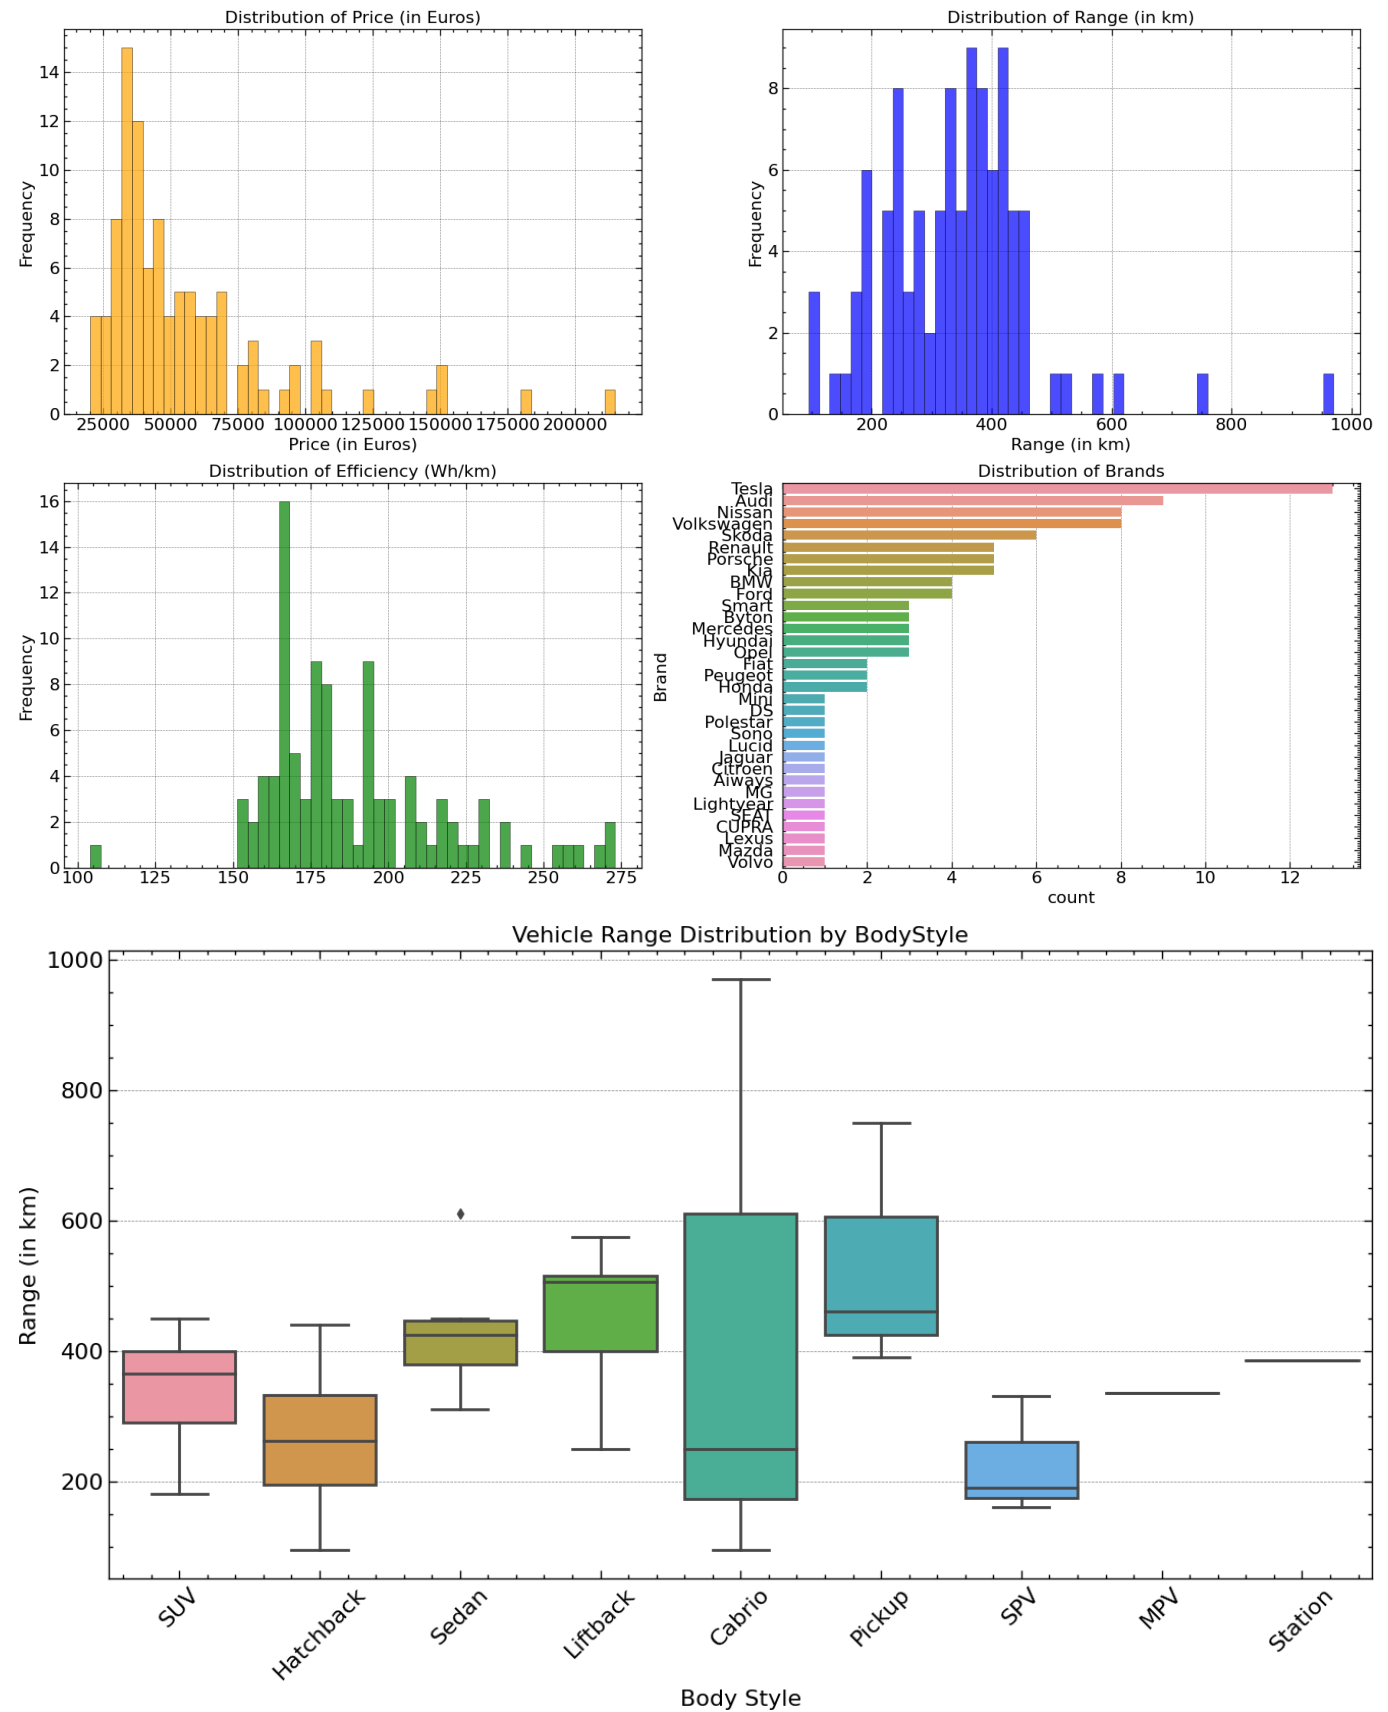 Distribution of Price (in Euros)
Frequency
14
12
10
8
6
4
2
0
25000 50000 75000 100000 125000 150000 175000 200000
Price (in Euros)
Distribution of Range (in km)
Frequency
8
6
4
2
0
200 400 600 800 1000
Range (in km)
Distribution of Efficiency (Wh/km)
Frequency
16
14
12
10
8
6
4
2
0
100 125 150 175 200 225 250 275
Distribution of Brands
Brand
Tesla
Audi
Nissan
Volkswagen
Skoda
Renault
Porsche
Kia
BMW
Ford
Smart
Byton
Mercedes
Hyundai
Opel
Fiat
Peugeot
Honda
Mini
DS
Polestar
Sono
Lucid
Jaguar
Citroen
Aiways
MG
Lightyear
SEAT
CUPRA
Lexus
Mazda
Volvo
0 2 4 6 8 10 12
count
Vehicle Range Distribution by BodyStyle
Range (in km)
1000
800
600
400
200
SUV
Hatchback
Sedan
Liftback
Cabrio
Pickup
SPV
MPV
Station
Body Style